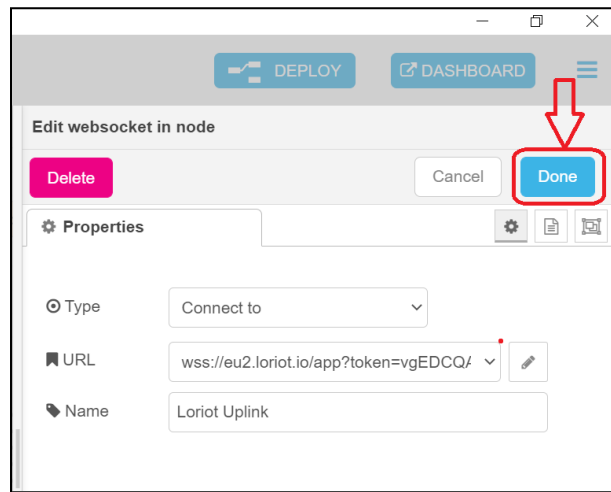 DEPLOY DASHBOARD
Edit websocket in node
Delete Cancel Done
Properties
Type Connect to
URL wss://eu2.loriot.io/app?token=vgEDCQA
Name Loriot Uplink